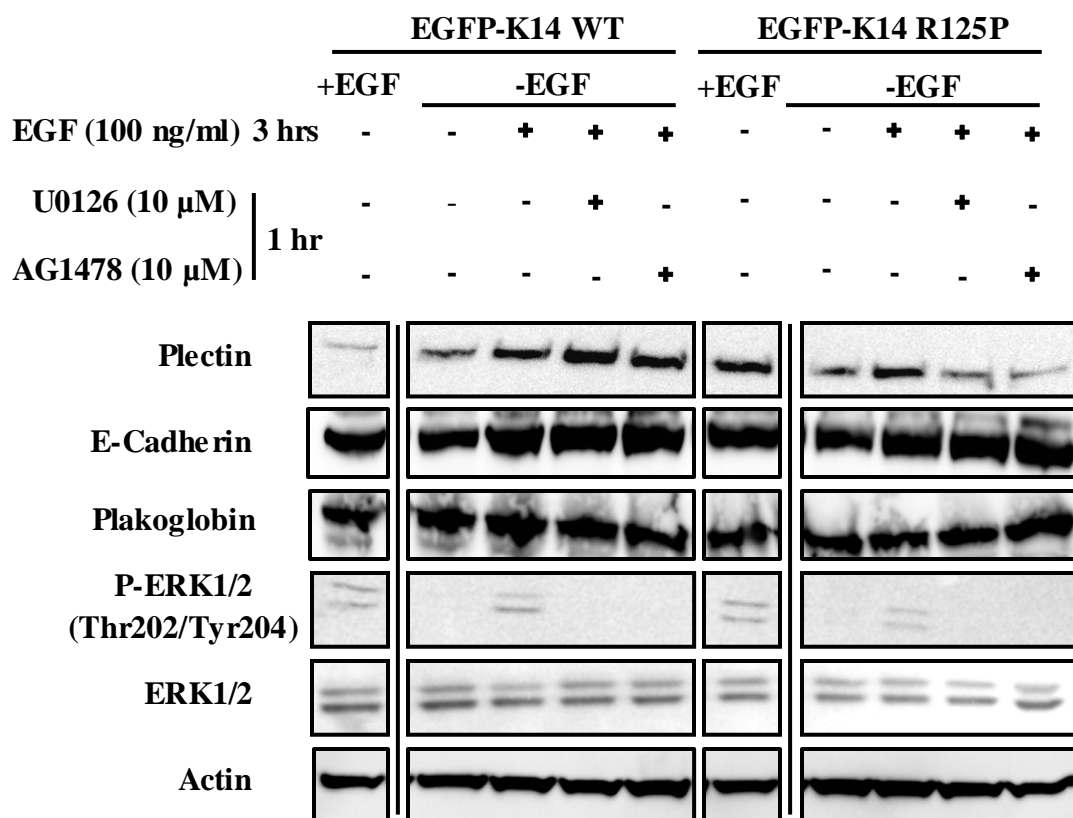 EGFP-K14 WT EGFP-K14 R125P
+EGF -EGF +EGF -EGF
EGF (100 ng/ml) 3 hrs - - + + + - - + + +
U0126 (10 µM) - - - + - - - - + -
1 hr
AG1478 (10 µM) - - - - + - - - - +
Plectin
E-Cadherin
Plakoglobin
P-ERK1/2
(Thr202/Tyr204)
ERK1/2
Actin